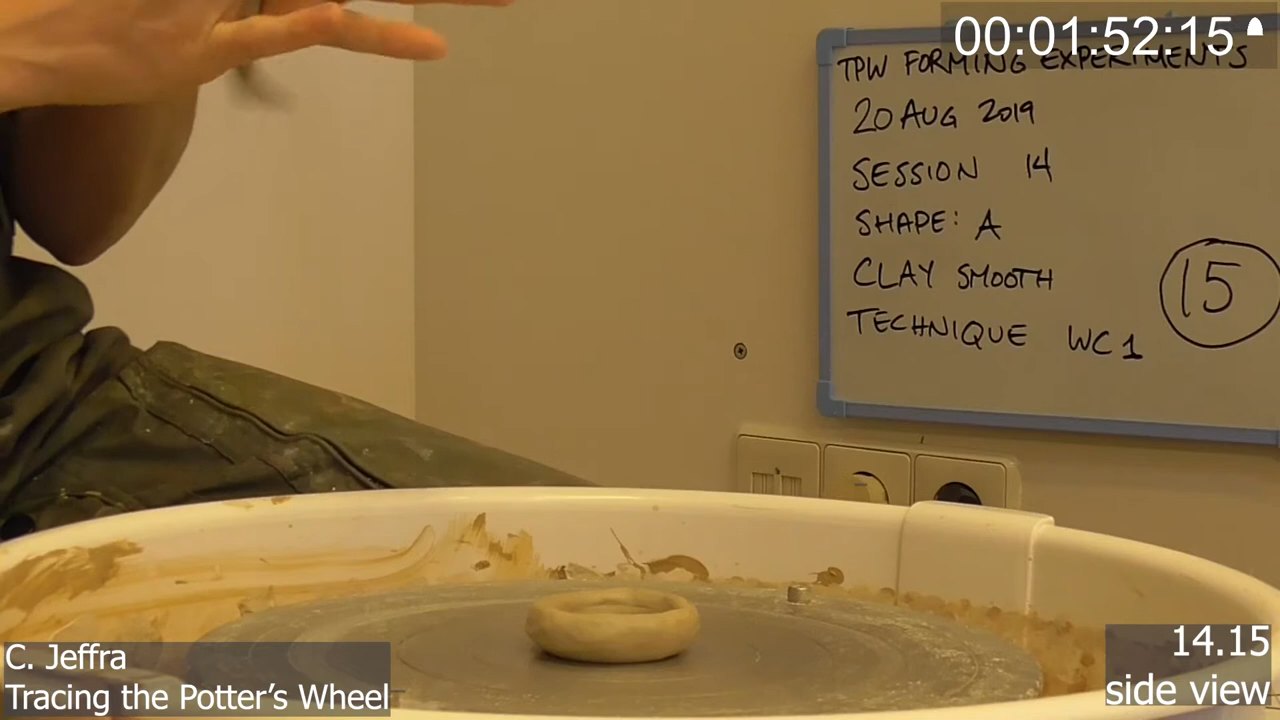 00:01:52:15
TPW FORMING EXPERIMENTS
20 AUG 2019
SESSION 14
SHAPE: A
CLAY SMOOTH
15
TECHNIQUE WC1
C. Jeffra
Tracing the Potter's Wheel
14.15
side view